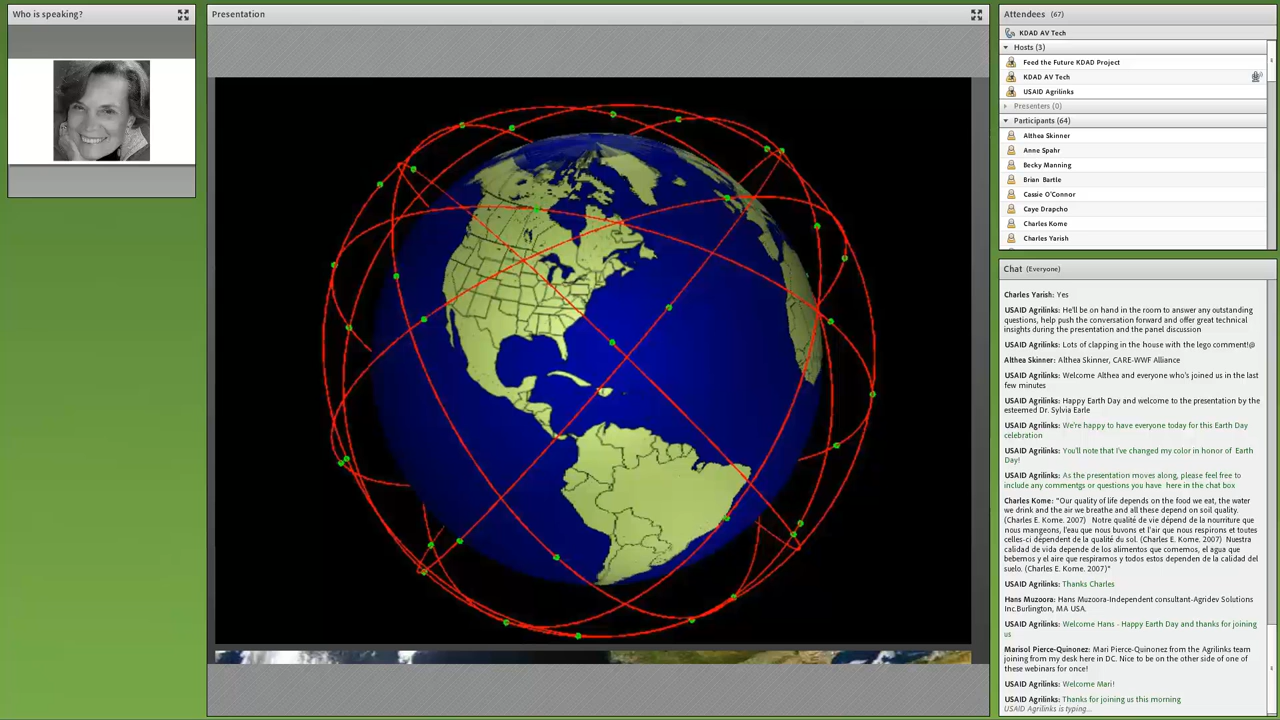 Who is speaking?
Presentation
Attendees (67)
KDAD AV Tech
Hosts (3)
Feed the Future KDAD Project
KDAD AV Tech
USAID Agrilinks
Presenters (0)
Participants (64)
Althea Skinner
Anne Spahr
Becky Manning
Brian Bartle
Cassie O'Connor
Caye Drapcho
Charles Kome
Charles Yarish
Chat (Everyone)
Charles Yarish: Yes
USAID Agrilinks: He'll be on hand in the room to answer any outstanding
questions, help push the conversation forward and offer great technical
insights during the presentation and the panel discussion
USAID Agrilinks: Lots of clapping in the house with the lego comment!@
Althea Skinner: Althea Skinner, CARE-WWF Alliance
USAID Agrilinks: Welcome Althea and everyone who's joined us in the last
few minutes
USAID Agrilinks: Happy Earth Day and welcome to the presentation by the
esteemed Dr. Sylvia Earle
USAID Agrilinks: We're happy to have everyone today for this Earth Day
celebration
USAID Agrilinks: You'll note that I've changed my color in honor of Earth
Day!
USAID Agrilinks: As the presentation moves along, please feel free to
include any commentgs or questions you have here in the chat box
Charles Kome: "Our quality of life depends on the food we eat, the water
we drink and the air we breathe and all these depend on soil quality.
(Charles E. Kome. 2007) Notre qualité de vie dépend de la nourriture que
nous mangeons, l'eau que nous buvons et l'air que nous respirons et toutes
celles-ci dépendent de la qualité du sol. (Charles E. Kome. 2007) Nuestra
calidad de vida depende de los alimentos que comemos, el agua que
bebemos y el aire que respiramos y todos estos dependen de la calidad del
suelo. (Charles E. Kome. 2007)"
USAID Agrilinks: Thanks Charles
Hans Muzoora: Hans Muzoora-Independent consultant-Agridev Solutions
Inc.Burlington, MA USA.
USAID Agrilinks: Welcome Hans - Happy Earth Day and thanks for joining
us
Marisol Pierce-Quinonez: Mari Pierce-Quinonez from the Agrilinks team
joining from my desk here in DC. Nice to be on the other side of one of
these webinars for once!
USAID Agrilinks: Welcome Mari!
USAID Agrilinks: Thanks for joining us this morning
USAID Agrilinks is typing...